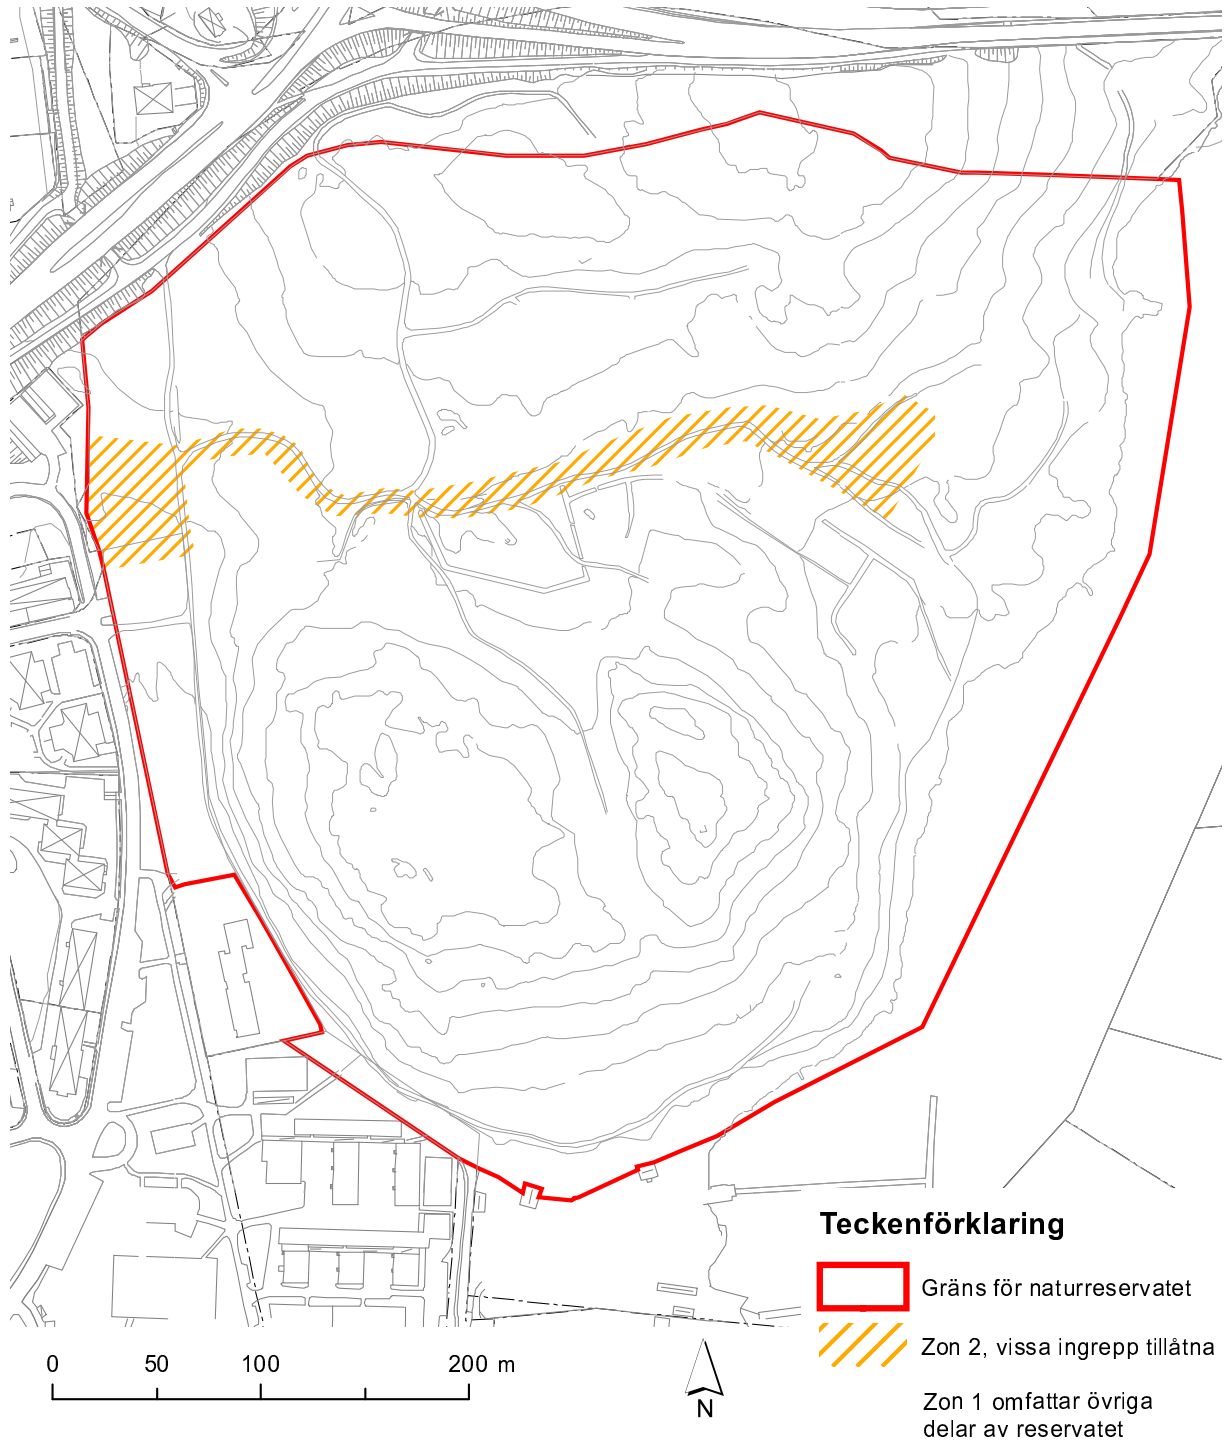 Teckenförklaring
Gräns för naturreservatet
Zon 2, vissa ingrepp tillåtna
Zon 1 omfattar övriga
delar av reservatet
0 50 100 200 m
N